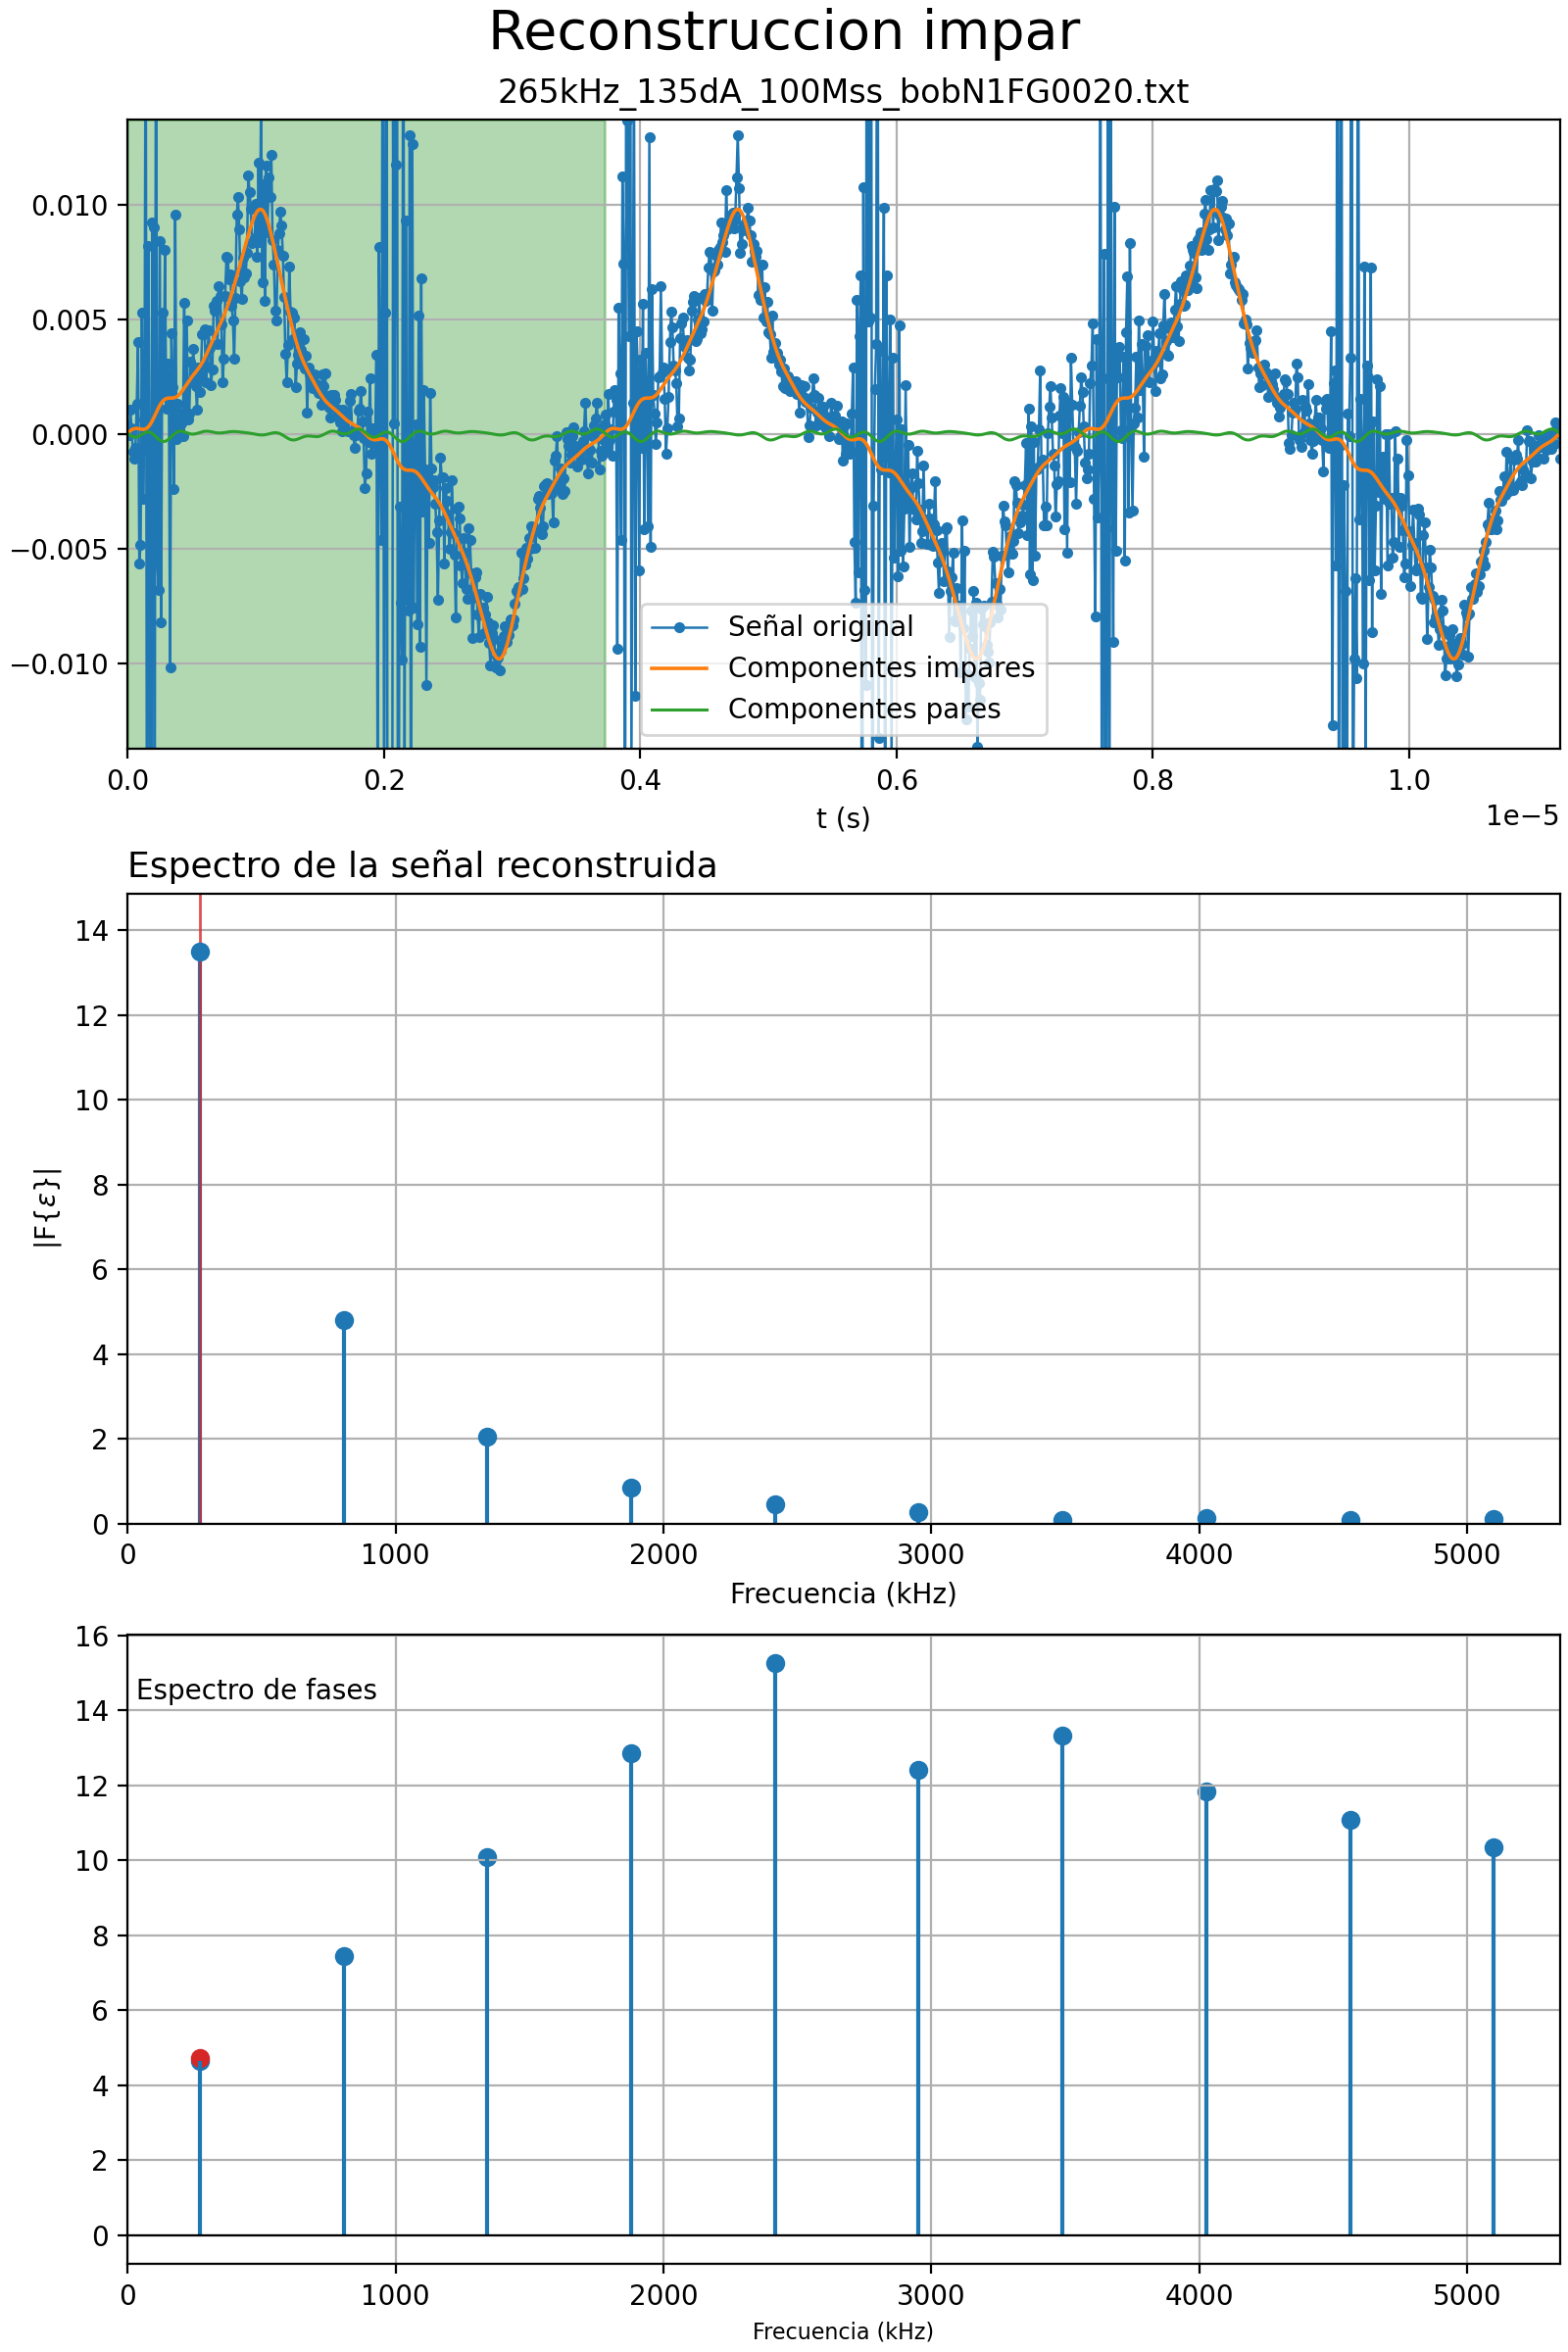 Reconstruccion impar
265kHz_135dA_100Mss_bobN1FG0020.txt
0.010
0.005
0.000
−0.005
−0.010
Señal original
Componentes impares
Componentes pares
0.0 0.2 0.4 0.6 0.8 1.0
t (s)
1e−5
Espectro de la señal reconstruida
14
12
10
8
6
4
2
0
|F{ε}|
0 1000 2000 3000 4000 5000
Frecuencia (kHz)
16
Espectro de fases
14
12
10
8
6
4
2
0
0 1000 2000 3000 4000 5000
Frecuencia (kHz)